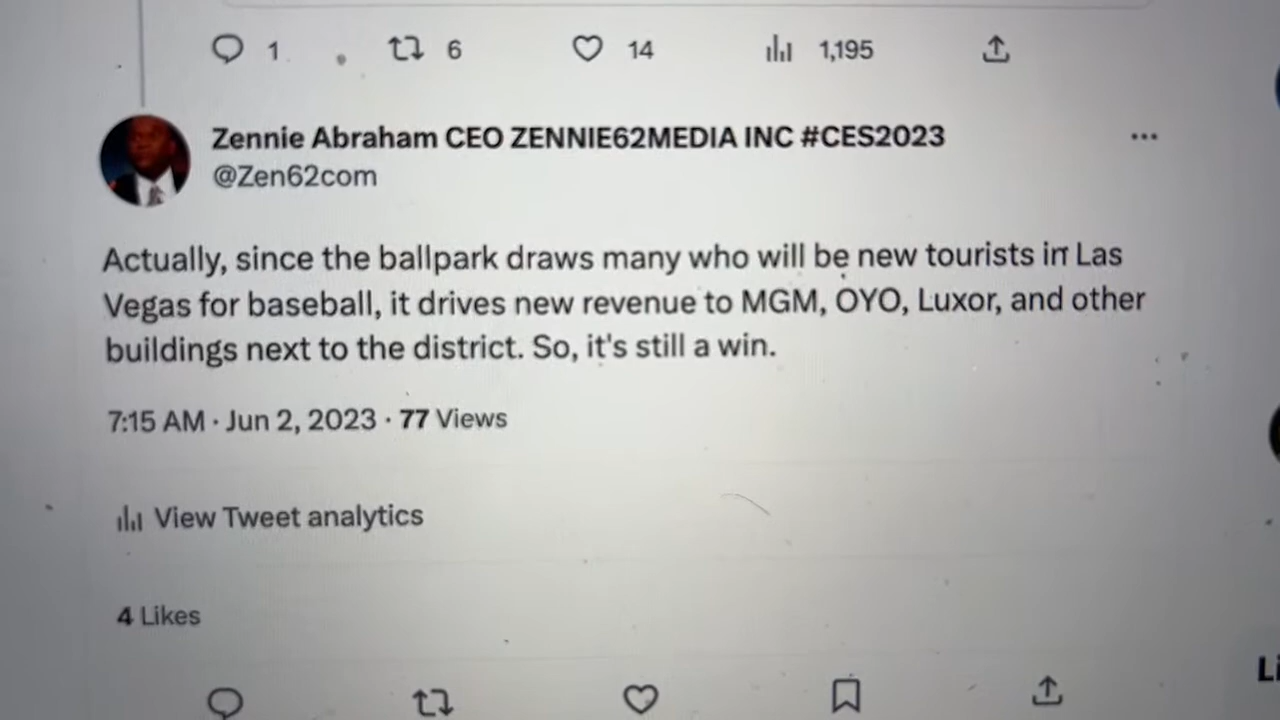 1 6 14 1,195
Zennie Abraham CEO ZENNIE62MEDIA INC #CES2023
@Zen62com
Actually, since the ballpark draws many who will be new tourists in Las
Vegas for baseball, it drives new revenue to MGM, OYO, Luxor, and other
buildings next to the district. So, it's still a win.
7:15 AM · Jun 2, 2023 · 77 Views
View Tweet analytics
4 Likes